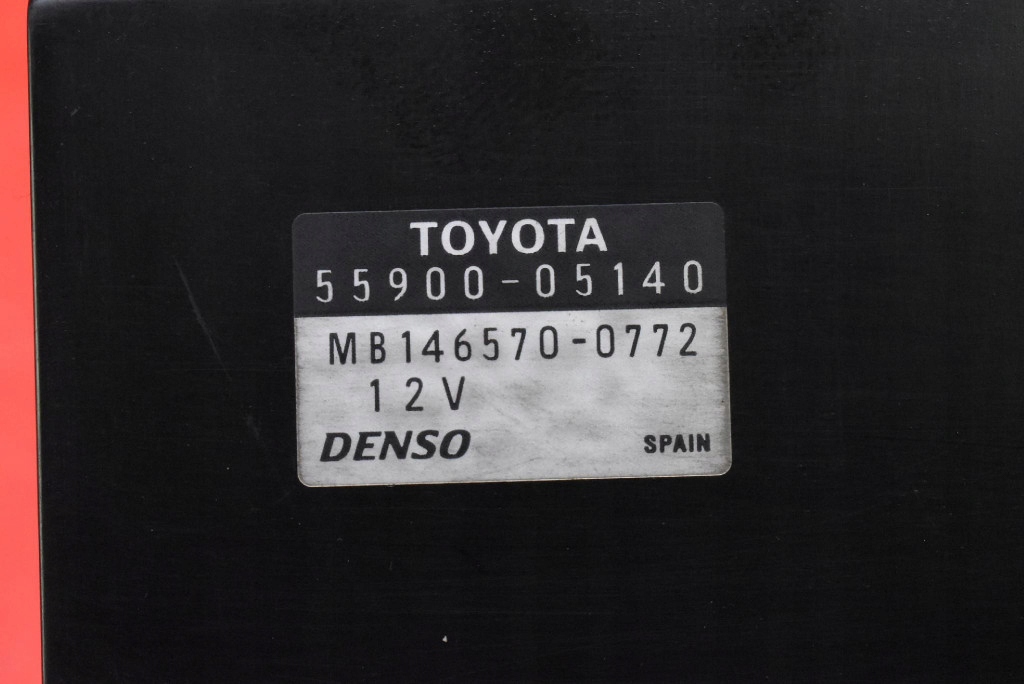 TOYOTA
55900-05140
MB146570-0772
12V
DENSO SPAIN